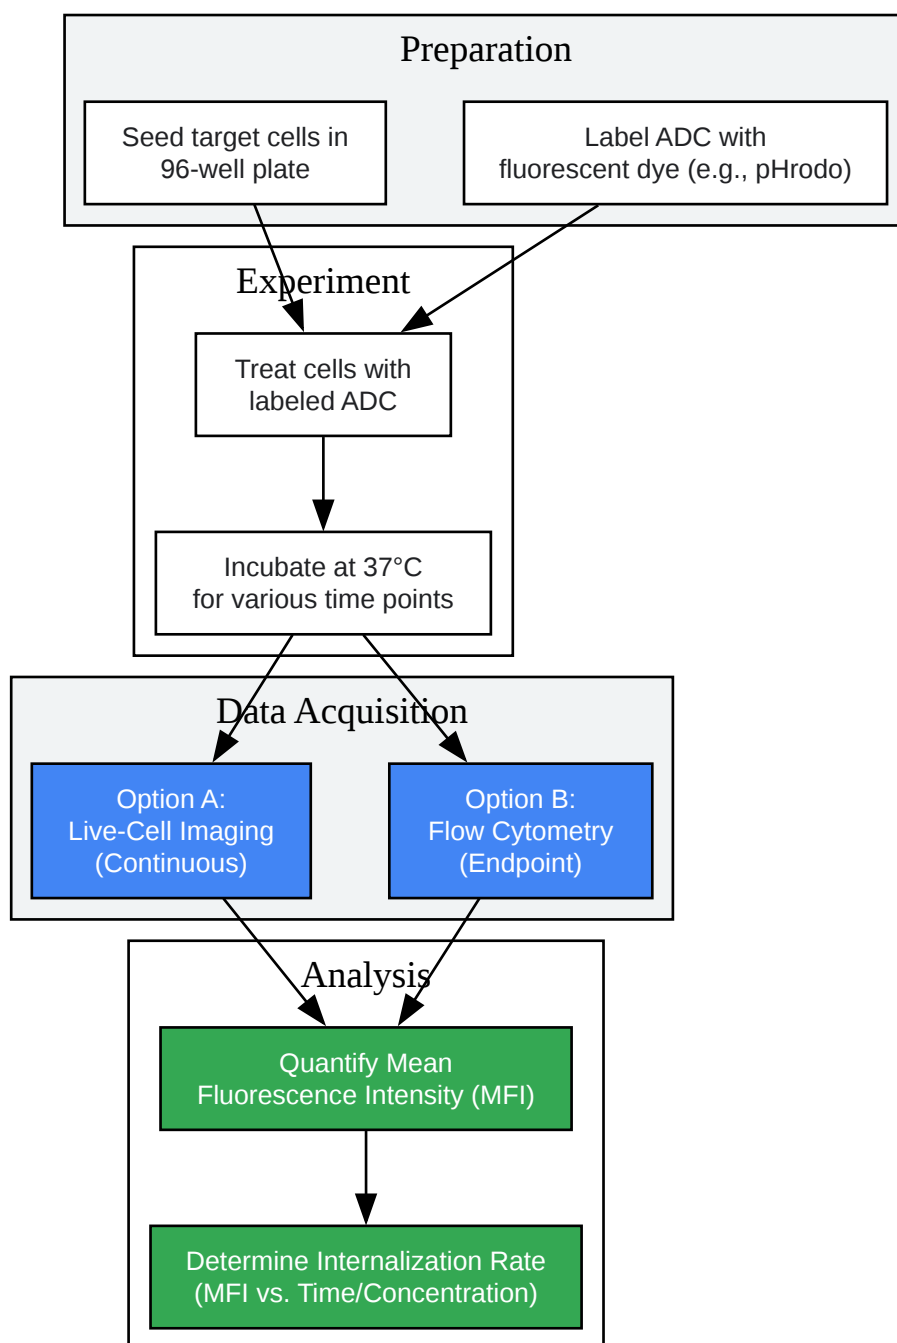 Preparation
Seed target cells in
96-well plate
Label ADC with
fluorescent dye (e.g., pHrodo)
Experiment
Treat cells with
labeled ADC
Incubate at 37°C
for various time points
Data Acquisition
Option A:
Live-Cell Imaging
(Continuous)
Option B:
Flow Cytometry
(Endpoint)
Analysis
Quantify Mean
Fluorescence Intensity (MFI)
Determine Internalization Rate
(MFI vs. Time/Concentration)